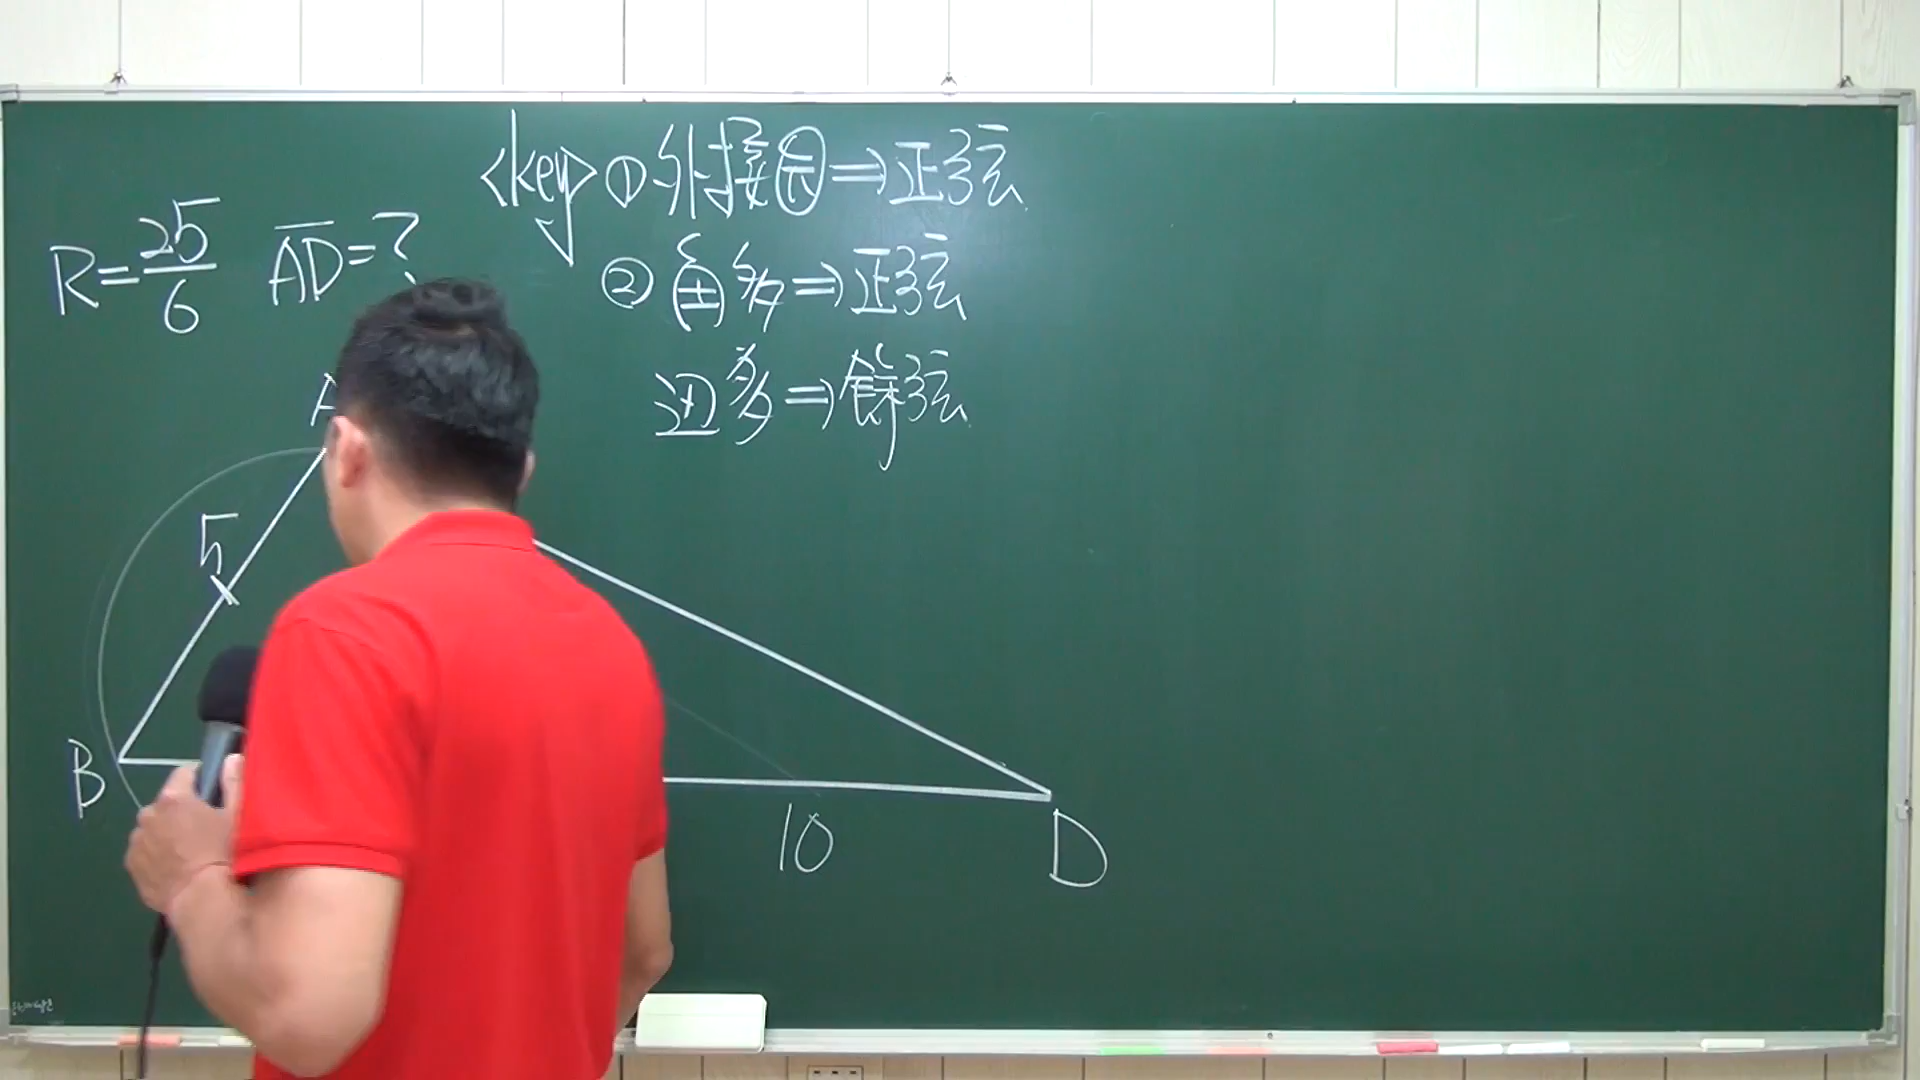 <key> ① 外接圓 ⇒ 正弦
R = 25/6 AD = ?
② 角多 ⇒ 正弦
边多 ⇒ 餘弦
A
5
B
10
D